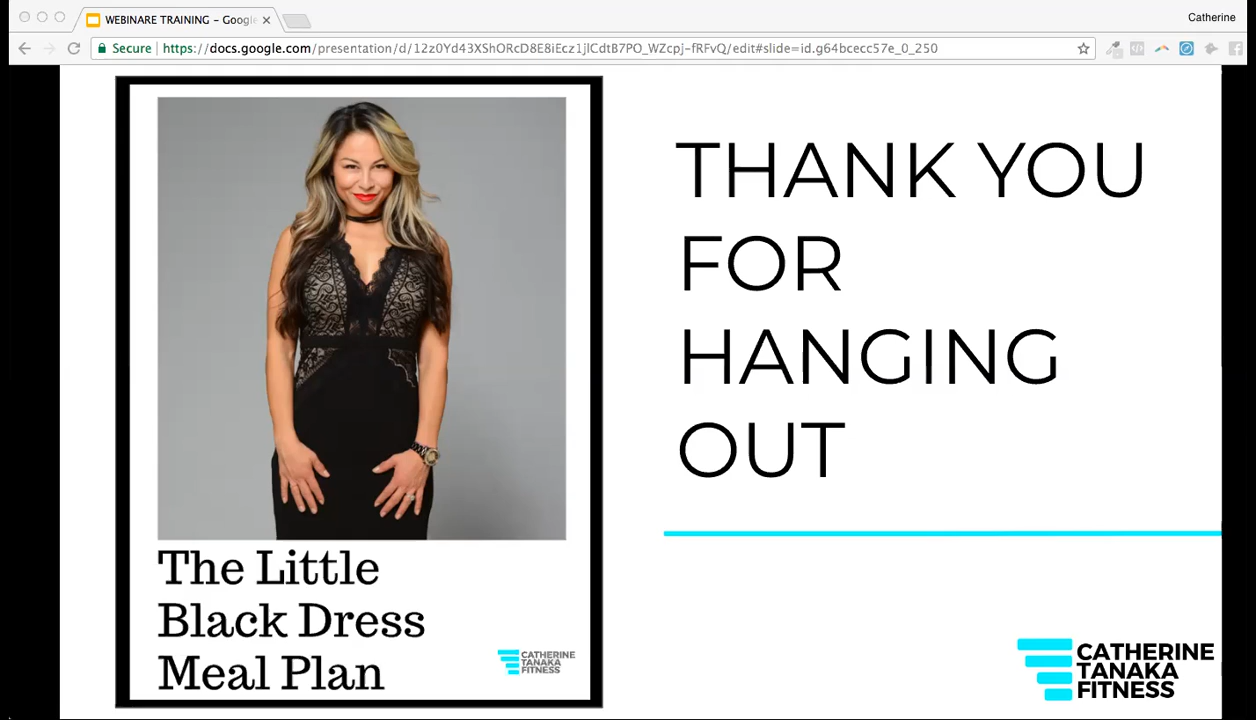 WEBINARE TRAINING - Google
Catherine
Secure
https://docs.google.com/presentation/d/12z0Yd43XShORcD8E8iEcz1jlCdtB7PO_WZcpj-fRFvQ/edit#slide=id.g64bcecc57e_0_250
THANK YOU
FOR
HANGING
OUT
The Little
Black Dress
Meal Plan
CATHERINE
TANAKA
FITNESS
CATHERINE
TANAKA
FITNESS